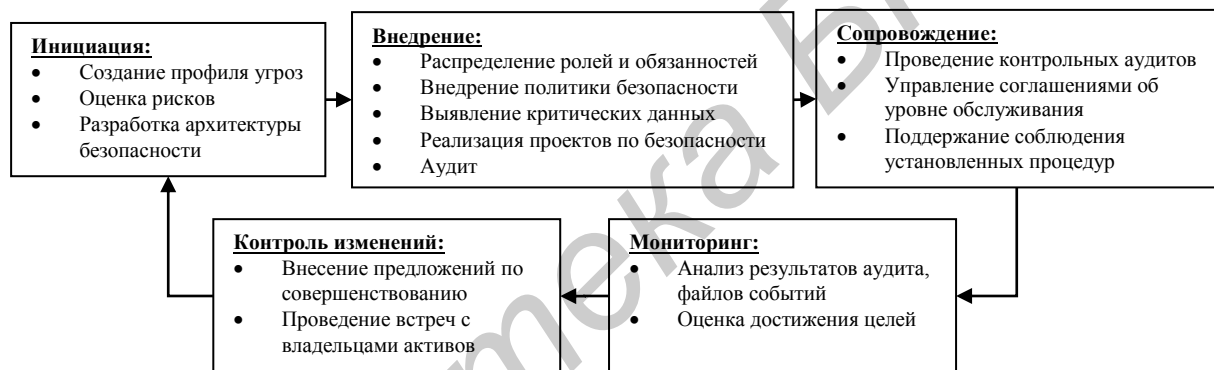 Инициация:
• Создание профиля угроз
• Оценка рисков
• Разработка архитектуры
безопасности
Внедрение:
• Распределение ролей и обязанностей
• Внедрение политики безопасности
• Выявление критических данных
• Реализация проектов по безопасности
• Аудит
Сопровождение:
• Проведение контрольных аудитов
• Управление соглашениями об
уровне обслуживания
• Поддержание соблюдения
установленных процедур
Мониторинг:
• Анализ результатов аудита,
файлов событий
• Оценка достижения целей
Контроль изменений:
• Внесение предложений по
совершенствованию
• Проведение встреч с
владельцами активов